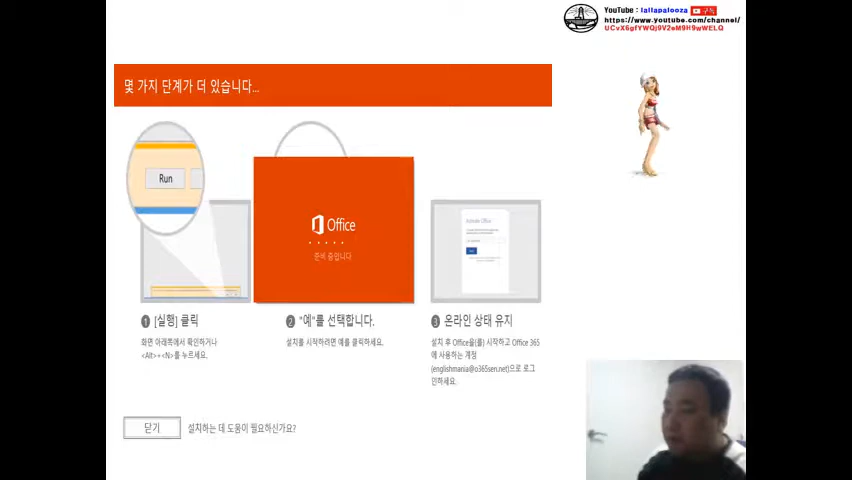 YouTube : lallapalooza 구독
https://www.youtube.com/channel/
UCvX6gfYWQj9V2eM9H9wWELQ
몇 가지 단계가 더 있습니다...
Run
Office
준비 중입니다
1 [실행] 클릭
화면 아래쪽에서 확인하거나
<Alt>+<N>를 누르세요.
2 "예"를 선택합니다.
설치를 시작하려면 예를 클릭하세요.
3 온라인 상태 유지
설치 후 Office을(를) 시작하고 Office 365
에 사용하는 계정
(englishmania@o365sen.net)으로 로그
인하세요.
닫기
설치하는 데 도움이 필요하신가요?